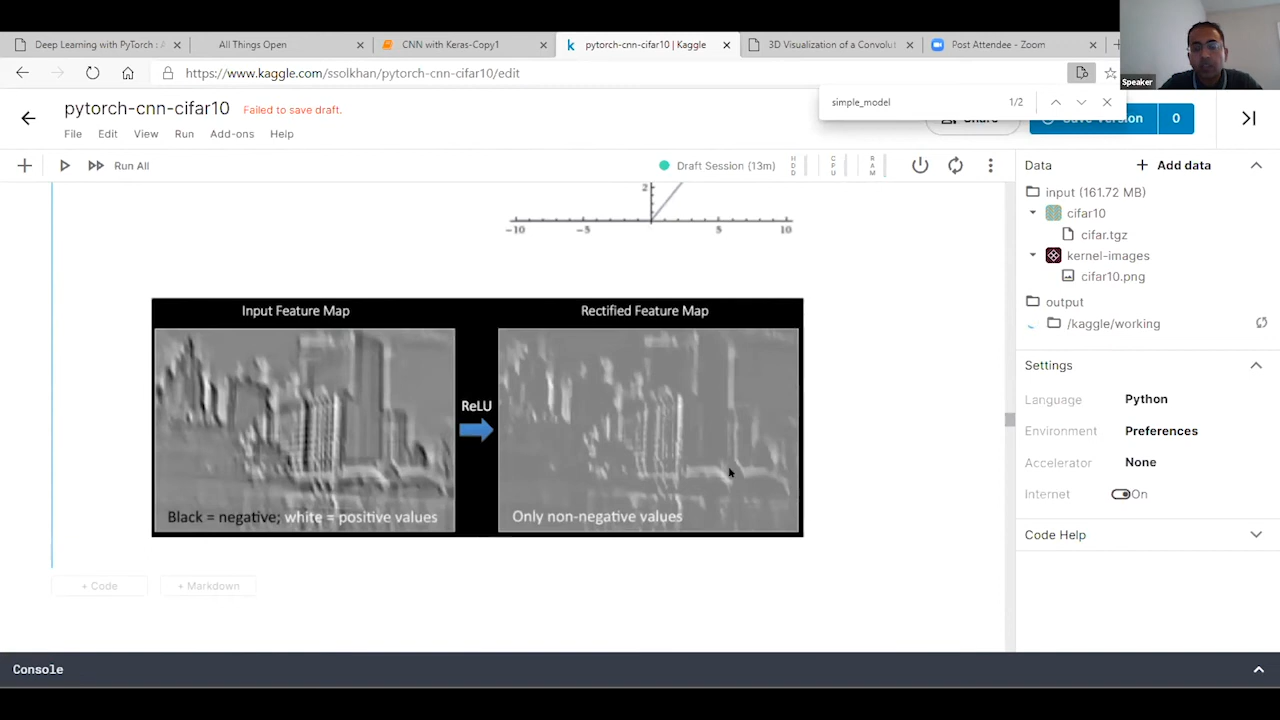 Deep Learning with PyTorch : A
All Things Open
CNN with Keras-Copy1
pytorch-cnn-cifar10 | Kaggle
3D Visualization of a Convolut
Post Attendee - Zoom
https://www.kaggle.com/ssolkhan/pytorch-cnn-cifar10/edit
Speaker
pytorch-cnn-cifar10
Failed to save draft.
simple_model
1/2
File
Edit
View
Run
Add-ons
Help
Share
Save Version
0
Run All
Draft Session (13m)
HDD
CPU
RAM
Data
Add data
input (161.72 MB)
cifar10
cifar.tgz
kernel-images
cifar10.png
output
/kaggle/working
Settings
Language
Python
Environment
Preferences
Accelerator
None
Internet
On
Code Help
2
-10
-5
5
10
Input Feature Map
Rectified Feature Map
ReLU
Black = negative; white = positive values
Only non-negative values
+ Code
+ Markdown
Console